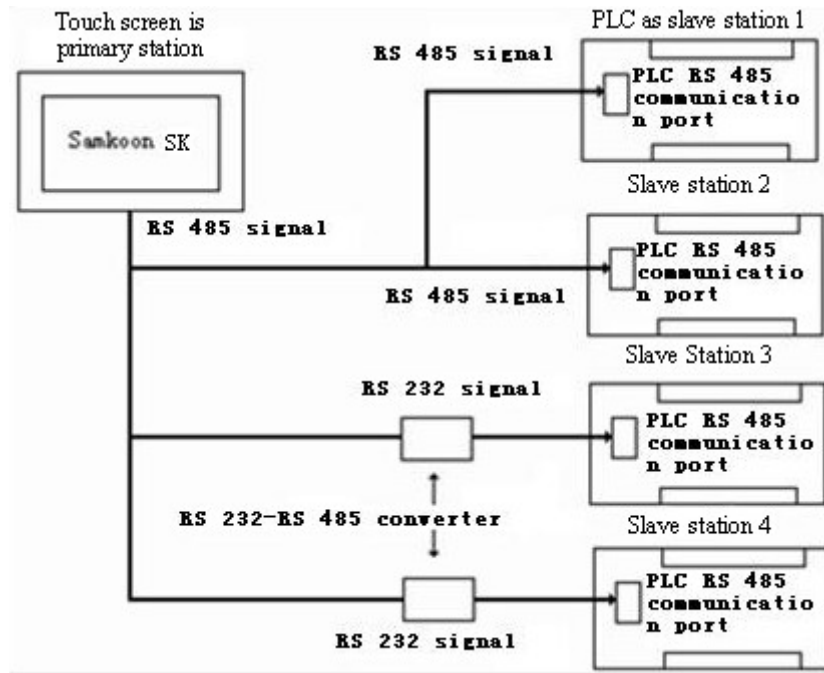 Touch screen is
primary station
Samkoon SK
RS 485 signal
RS 485 signal
RS 485 signal
PLC as slave station 1
PLC RS 485
communicatio
n port
Slave station 2
PLC RS 485
communicatio
n port
Slave Station 3
RS 232 signal
PLC RS 485
communicatio
n port
RS 232-RS 485 converter
Slave station 4
PLC RS 485
communicatio
n port
RS 232 signal